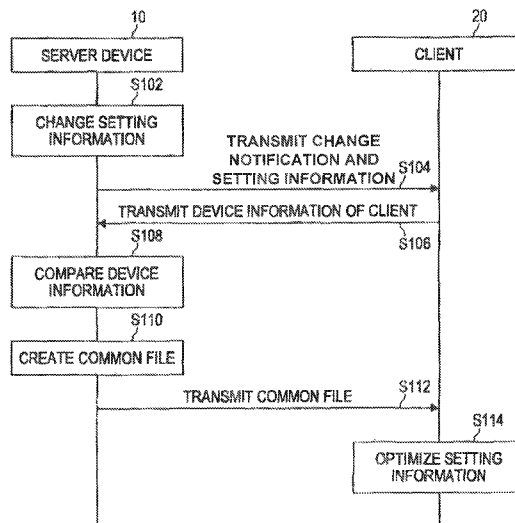 10
20
SERVER DEVICE
CLIENT
S102
CHANGE SETTING
INFORMATION
TRANSMIT CHANGE
NOTIFICATION AND
SETTING INFORMATION
S104
TRANSMIT DEVICE INFORMATION OF CLIENT
S106
S108
COMPARE DEVICE
INFORMATION
S110
CREATE COMMON FILE
TRANSMIT COMMON FILE
S112
S114
OPTIMIZE SETTING
INFORMATION